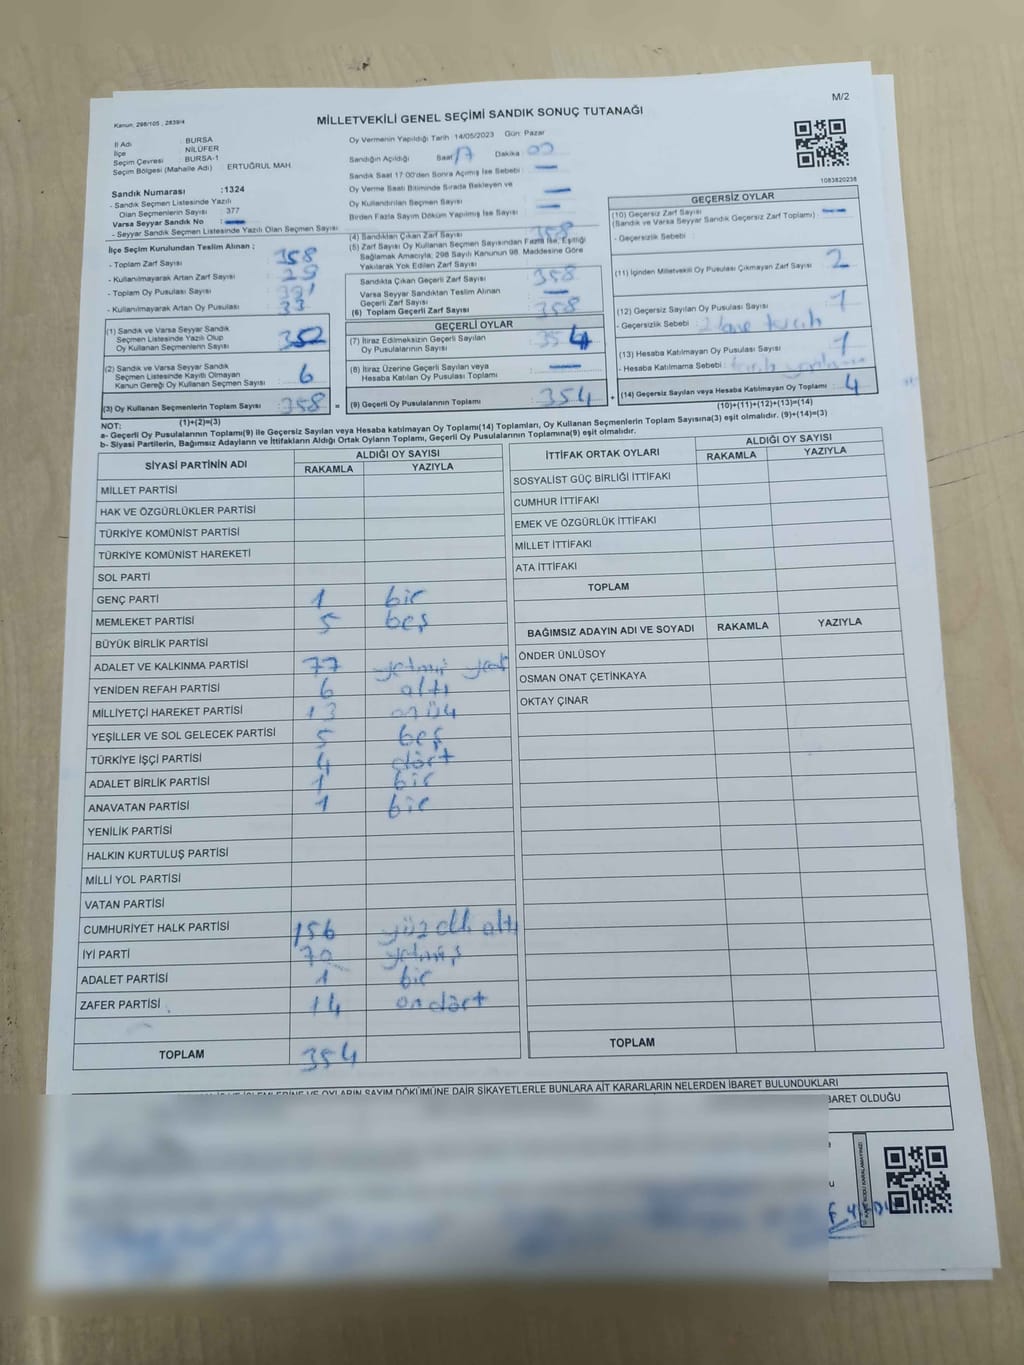 M/2
Kanun, 298/105 , 2839/4
MİLLETVEKİLİ GENEL SEÇİMİ SANDIK SONUÇ TUTANAĞI
İl Adı : BURSA
İlçe NİLÜFER
Seçim Çevresi : BURSA-1
Seçim Bölgesi (Mahalle Adı) : ERTUĞRUL MAH.
Sandık Numarası :1324
- Sandık Seçmen Listesinde Yazılı
Olan Seçmenlerin Sayısı : 377
Varsa Seyyar Sandık No : —
- Seyyar Sandık Seçmen Listesinde Yazılı Olan Seçmen Sayısı
Oy Vermenin Yapıldığı Tarih :14/05/2023 Gün: Pazar
Sandığın Açıldığı Saat 17 Dakika 00
Sandık Saat 17:00'den Sonra Açılmış İse Sebebi : —
Oy Verme Saati Bitiminde Sırada Bekleyen ve
Oy Kullandırılan Seçmen Sayısı —
Birden Fazla Sayım Döküm Yapılmış İse Sayısı —
1083820238
İlçe Seçim Kurulundan Teslim Alınan ;
- Toplam Zarf Sayısı
- Kullanılmayarak Artan Zarf Sayısı
- Toplam Oy Pusulası Sayısı
- Kullanılmayarak Artan Oy Pusulası : 33
(1) Sandık ve Varsa Seyyar Sandık
Seçmen Listesinde Yazılı Olup
Oy Kullanan Seçmenlerin Sayısı : 352
(2) Sandık ve Varsa Seyyar Sandık
Seçmen Listesinde Kayıtlı Olmayan
Kanun Gereği Oy Kullanan Seçmen Sayısı : 6
(3) Oy Kullanan Seçmenlerin Toplam Sayısı : 358
(1)+(2)=(3)
(4) Sandıktan Çıkan Zarf Sayısı : 358
(5) Zarf Sayısı Oy Kullanan Seçmen Sayısından Fazla İse, Eşitliği
Sağlamak Amacıyla; 298 Sayılı Kanunun 98. Maddesine Göre
Yakılarak Yok Edilen Zarf Sayısı :
Sandıkta Çıkan Geçerli Zarf Sayısı : 358
Varsa Seyyar Sandıktan Teslim Alınan
Geçerli Zarf Sayısı : —
(6) Toplam Geçerli Zarf Sayısı : 358
GEÇERLİ OYLAR
(7) İtiraz Edilmeksizin Geçerli Sayılan
Oy Pusulalarının Sayısı : 354
(8) İtiraz Üzerine Geçerli Sayılan veya
Hesaba Katılan Oy Pusulası Toplamı : —
(9) Geçerli Oy Pusulalarının Toplamı : 354
GEÇERSİZ OYLAR
(10) Geçersiz Zarf Sayısı
(Sandık ve Varsa Seyyar Sandık Geçersiz Zarf Toplamı) : —
- Geçersizlik Sebebi :
(11) İçinden Milletvekili Oy Pusulası Çıkmayan Zarf Sayısı : 2
(12) Geçersiz Sayılan Oy Pusulası Sayısı : 1
- Geçersizlik Sebebi :
(13) Hesaba Katılmayan Oy Pusulası Sayısı : 1
- Hesaba Katılmama Sebebi :
(14) Geçersiz Sayılan veya Hesaba Katılmayan Oy Toplamı : 4
(10)+(11)+(12)+(13)=(14)
NOT:
a- Geçerli Oy Pusulalarının Toplamı(9) ile Geçersiz Sayılan veya Hesaba katılmayan Oy Toplamı(14) Toplamları, Oy Kullanan Seçmenlerin Toplam Sayısına(3) eşit olmalıdır. (9)+(14)=(3)
b- Siyasi Partilerin, Bağımsız Adayların ve İttifakların Aldığı Ortak Oyların Toplamı, Geçerli Oy Pusulalarının Toplamına(9) eşit olmalıdır.
SİYASİ PARTİNİN ADI ALDIĞI OY SAYISI
RAKAMLA YAZIYLA
MİLLET PARTİSİ
HAK VE ÖZGÜRLÜKLER PARTİSİ
TÜRKİYE KOMÜNİST PARTİSİ
TÜRKİYE KOMÜNİST HAREKETİ
SOL PARTİ
GENÇ PARTİ 1 bir
MEMLEKET PARTİSİ 5 beş
BÜYÜK BİRLİK PARTİSİ
ADALET VE KALKINMA PARTİSİ 77 yetmiş yedi
YENİDEN REFAH PARTİSİ 6 altı
MİLLİYETÇİ HAREKET PARTİSİ 13 onüç
YEŞİLLER VE SOL GELECEK PARTİSİ 5 beş
TÜRKİYE İŞÇİ PARTİSİ 4 dört
ADALET BİRLİK PARTİSİ 1 bir
ANAVATAN PARTİSİ 1 bir
YENİLİK PARTİSİ
HALKIN KURTULUŞ PARTİSİ
MİLLİ YOL PARTİSİ
VATAN PARTİSİ
CUMHURİYET HALK PARTİSİ 156 yüz elli altı
İYİ PARTİ 70 yetmiş
ADALET PARTİSİ 1 bir
ZAFER PARTİSİ 14 ondört
TOPLAM 354
İTTİFAK ORTAK OYLARI ALDIĞI OY SAYISI
RAKAMLA YAZIYLA
SOSYALİST GÜÇ BİRLİĞİ İTTİFAKI
CUMHUR İTTİFAKI
EMEK VE ÖZGÜRLÜK İTTİFAKI
MİLLET İTTİFAKI
ATA İTTİFAKI
TOPLAM
BAĞIMSIZ ADAYIN ADI VE SOYADI RAKAMLA YAZIYLA
ÖNDER ÜNLÜSOY
OSMAN ONAT ÇETİNKAYA
OKTAY ÇINAR
TOPLAM
OYLARIN SAYIM DÖKÜMÜNE DAİR ŞİKAYETLERLE BUNLARA AİT KARARLARIN NELERDEN İBARET BULUNDUKLARI
OLDUĞU